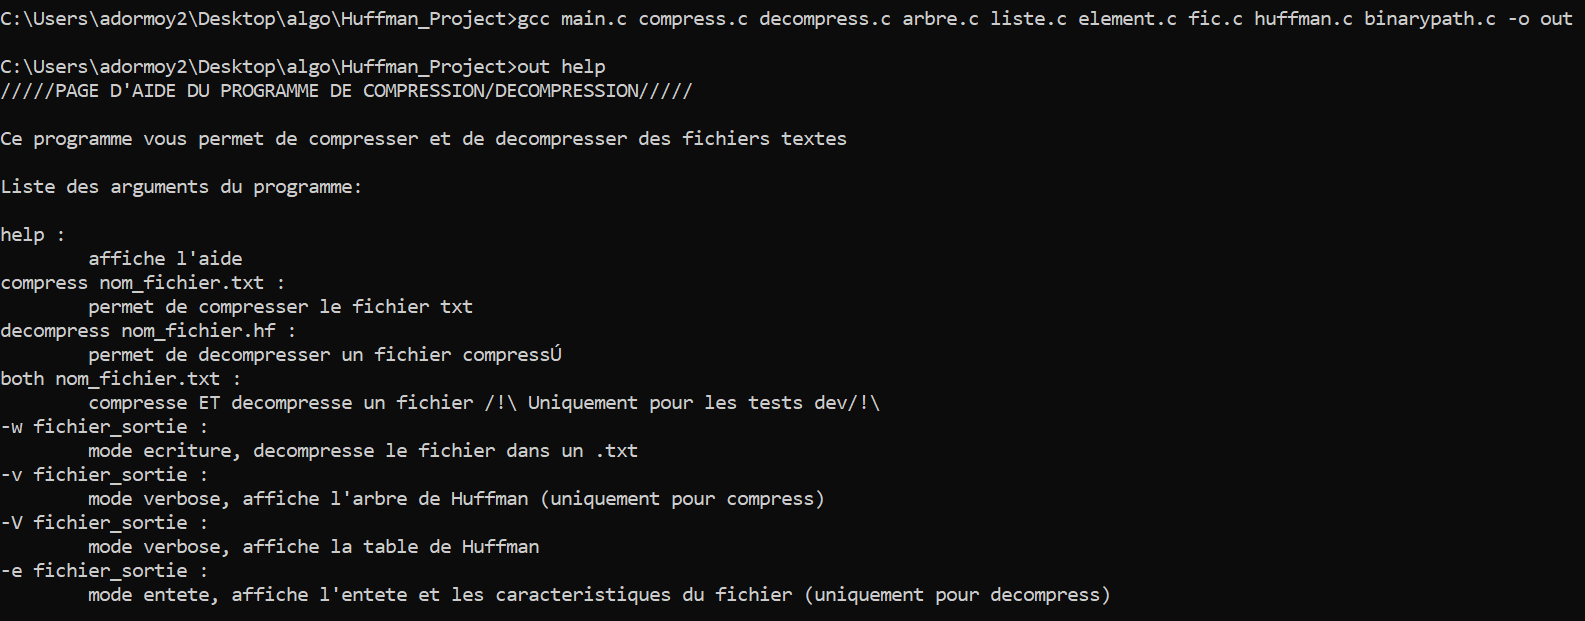 C:\Users\adormoy2\Desktop\algo\Huffman_Project>gcc main.c compress.c decompress.c arbre.c liste.c element.c fic.c huffman.c binarypath.c -o out
C:\Users\adormoy2\Desktop\algo\Huffman_Project>out help
/////PAGE D'AIDE DU PROGRAMME DE COMPRESSION/DECOMPRESSION/////
Ce programme vous permet de compresser et de decompresser des fichiers textes
Liste des arguments du programme:
help :
affiche l'aide
compress nom_fichier.txt :
permet de compresser le fichier txt
decompress nom_fichier.hf :
permet de decompresser un fichier compressÚ
both nom_fichier.txt :
compresse ET decompresse un fichier /!\ Uniquement pour les tests dev/!\
-w fichier_sortie :
mode ecriture, decompresse le fichier dans un .txt
-v fichier_sortie :
mode verbose, affiche l'arbre de Huffman (uniquement pour compress)
-V fichier_sortie :
mode verbose, affiche la table de Huffman
-e fichier_sortie :
mode entete, affiche l'entete et les caracteristiques du fichier (uniquement pour decompress)